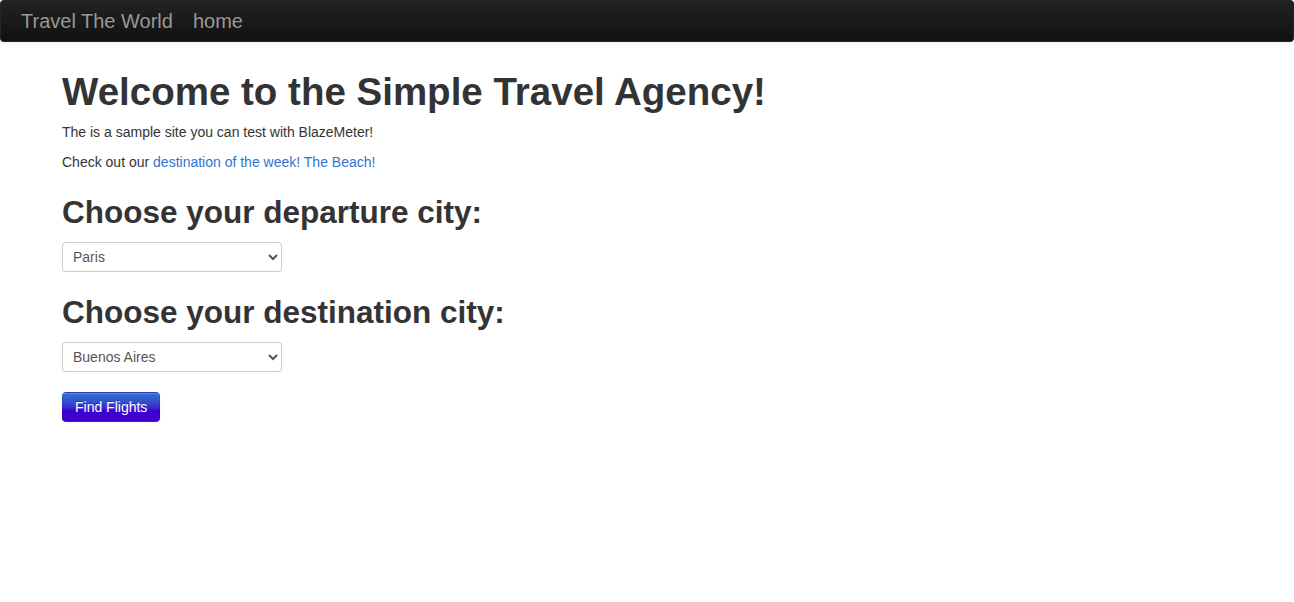 Travel The World home
Welcome to the Simple Travel Agency!
The is a sample site you can test with BlazeMeter!
Check out our destination of the week! The Beach!
Choose your departure city:
Paris
Choose your destination city:
Buenos Aires
Find Flights